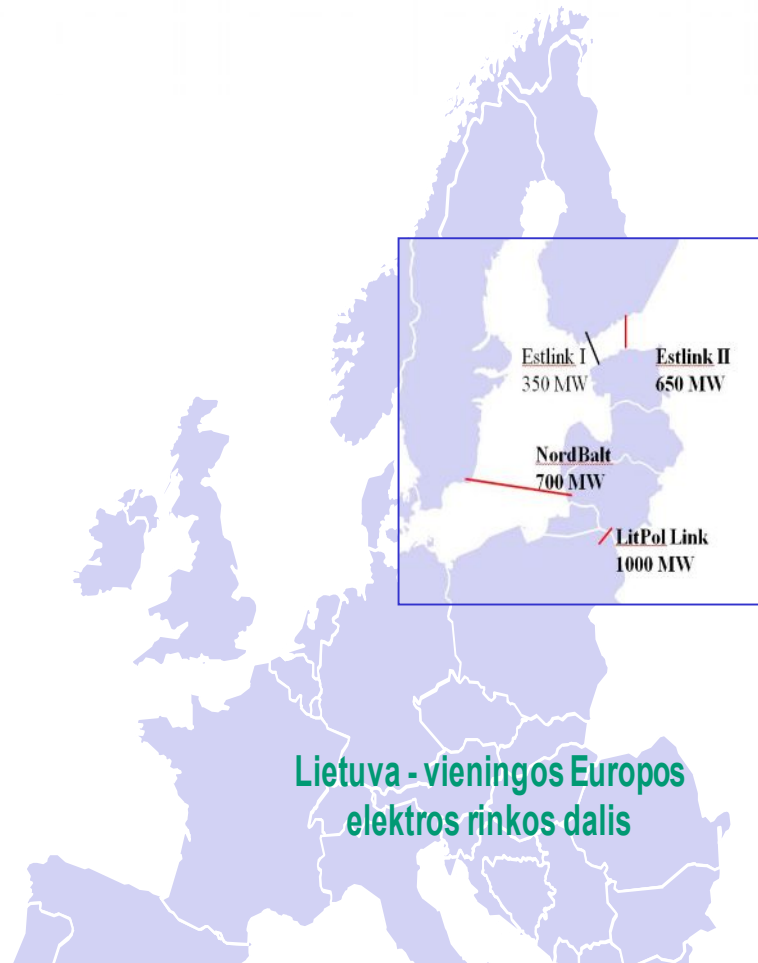 Estlink I
350 MW
Estlink II
650 MW
NordBalt
700 MW
LitPol Link
1000 MW
Lietuva - vieningos Europos
elektros rinkos dalis